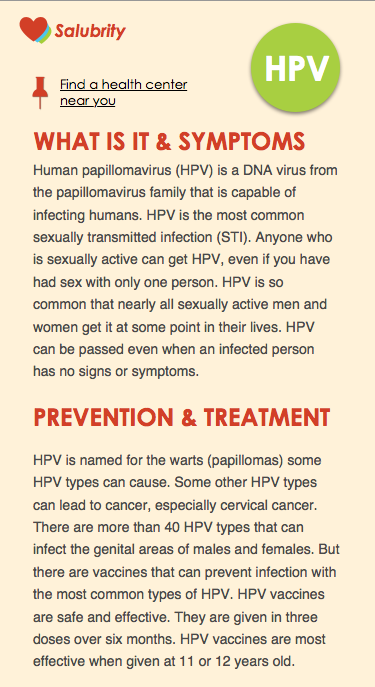 Salubrity
HPV
Find a health center
near you
WHAT IS IT & SYMPTOMS
Human papillomavirus (HPV) is a DNA virus from
the papillomavirus family that is capable of
infecting humans. HPV is the most common
sexually transmitted infection (STI). Anyone who
is sexually active can get HPV, even if you have
had sex with only one person. HPV is so
common that nearly all sexually active men and
women get it at some point in their lives. HPV
can be passed even when an infected person
has no signs or symptoms.
PREVENTION & TREATMENT
HPV is named for the warts (papillomas) some
HPV types can cause. Some other HPV types
can lead to cancer, especially cervical cancer.
There are more than 40 HPV types that can
infect the genital areas of males and females. But
there are vaccines that can prevent infection with
the most common types of HPV. HPV vaccines
are safe and effective. They are given in three
doses over six months. HPV vaccines are most
effective when given at 11 or 12 years old.